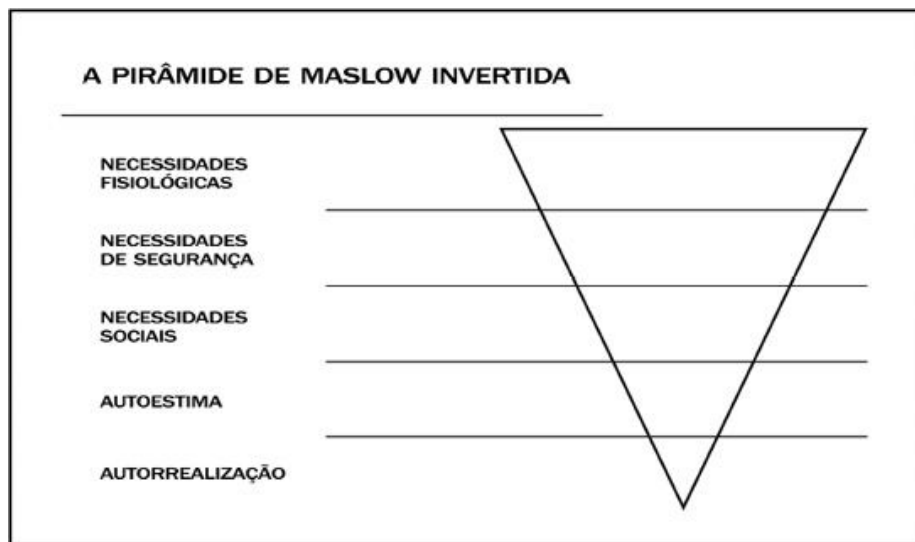 A PIRÂMIDE DE MASLOW INVERTIDA
NECESSIDADES
FISIOLÓGICAS
NECESSIDADES
DE SEGURANÇA
NECESSIDADES
SOCIAIS
AUTOESTIMA
AUTORREALIZAÇÃO